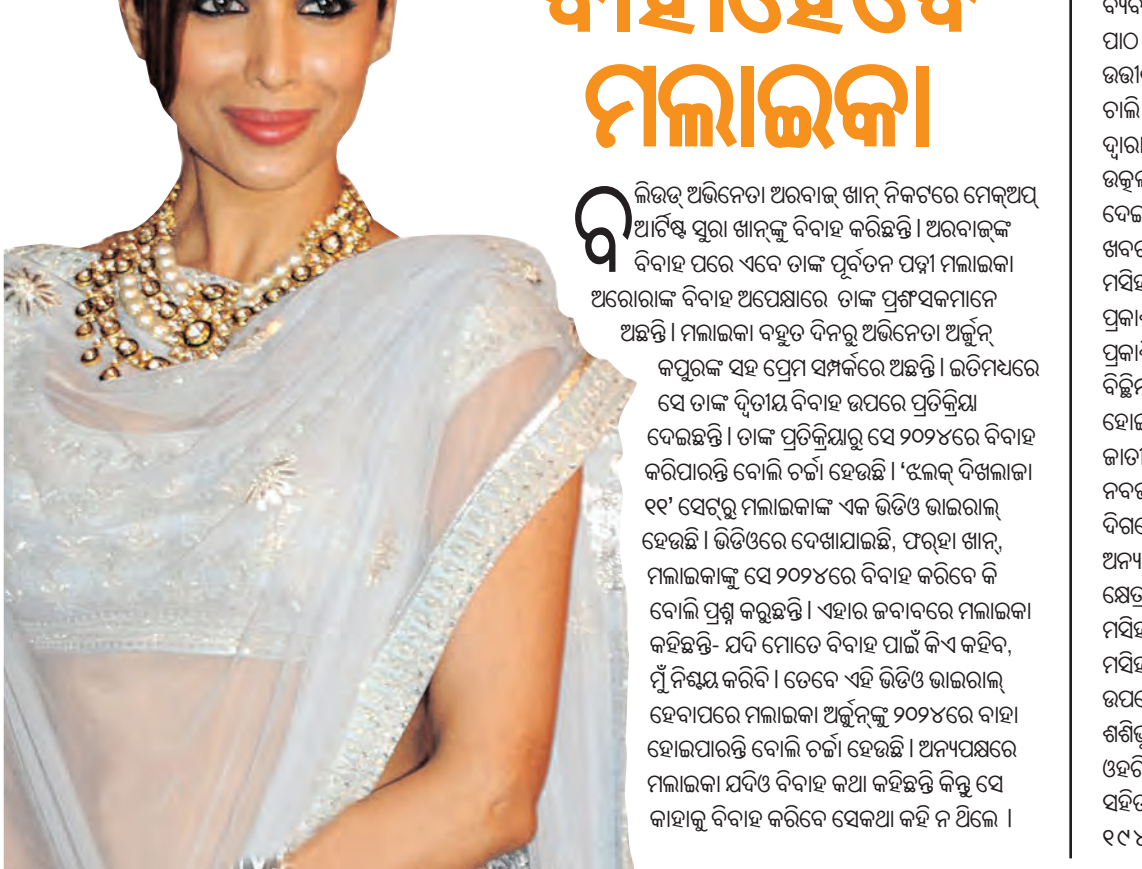 ବାହାହେବେ
ମଲାଇକା
ବଲିଉଡ୍ ଅଭିନେତା ଅରବାଜ୍ ଖାନ୍ ନିକଟରେ ମେକ୍ଅପ୍
ଆର୍ଟିଷ୍ଟ ସୁରା ଖାନ୍‌ଙ୍କୁ ବିବାହ କରିଛନ୍ତି । ଅରବାଜ୍‌ଙ୍କ
ବିବାହ ପରେ ଏବେ ତାଙ୍କ ପୂର୍ବତନ ପତ୍ନୀ ମଲାଇକା
ଅରୋରାଙ୍କ ବିବାହ ଅପେକ୍ଷାରେ ତାଙ୍କ ପ୍ରଶଂସକମାନେ
ଅଛନ୍ତି । ମଲାଇକା ବହୁତ ଦିନରୁ ଅଭିନେତା ଅର୍ଜୁନ୍
କପୁରଙ୍କ ସହ ପ୍ରେମ ସମ୍ପର୍କରେ ଅଛନ୍ତି । ଇତିମଧ୍ୟରେ
ସେ ତାଙ୍କ ଦ୍ୱିତୀୟ ବିବାହ ଉପରେ ପ୍ରତିକ୍ରିୟା
ଦେଇଛନ୍ତି । ତାଙ୍କ ପ୍ରତିକ୍ରିୟାରୁ ସେ ୨୦୨୪ରେ ବିବାହ
କରିପାରନ୍ତି ବୋଲି ଚର୍ଚ୍ଚା ହେଉଛି । ‘ଝଲକ୍ ଦିଖଲାଜା
୧୧’ ସେଟ୍‌ରୁ ମଲାଇକାଙ୍କ ଏକ ଭିଡିଓ ଭାଇରାଲ୍
ହେଉଛି । ଭିଡିଓରେ ଦେଖାଯାଇଛି, ଫର୍‌ହା ଖାନ୍,
ମଲାଇକାଙ୍କୁ ସେ ୨୦୨୪ରେ ବିବାହ କରିବେ କି
ବୋଲି ପ୍ରଶ୍ନ କରୁଛନ୍ତି । ଏହାର ଜବାବରେ ମଲାଇକା
କହିଛନ୍ତି- ଯଦି ମୋତେ ବିବାହ ପାଇଁ କିଏ କହିବ,
ମୁଁ ନିଶ୍ଚୟ କରିବି । ତେବେ ଏହି ଭିଡିଓ ଭାଇରାଲ୍
ହେବାପରେ ମଲାଇକା ଅର୍ଜୁନ୍‌ଙ୍କୁ ୨୦୨୪ରେ ବାହା
ହୋଇପାରନ୍ତି ବୋଲି ଚର୍ଚ୍ଚା ହେଉଛି । ଅନ୍ୟପକ୍ଷରେ
ମଲାଇକା ଯଦିଓ ବିବାହ କଥା କହିଛନ୍ତି କିନ୍ତୁ ସେ
କାହାକୁ ବିବାହ କରିବେ ସେକଥା କହି ନ ଥିଲେ ।
ପାଠ
ଚାଲି